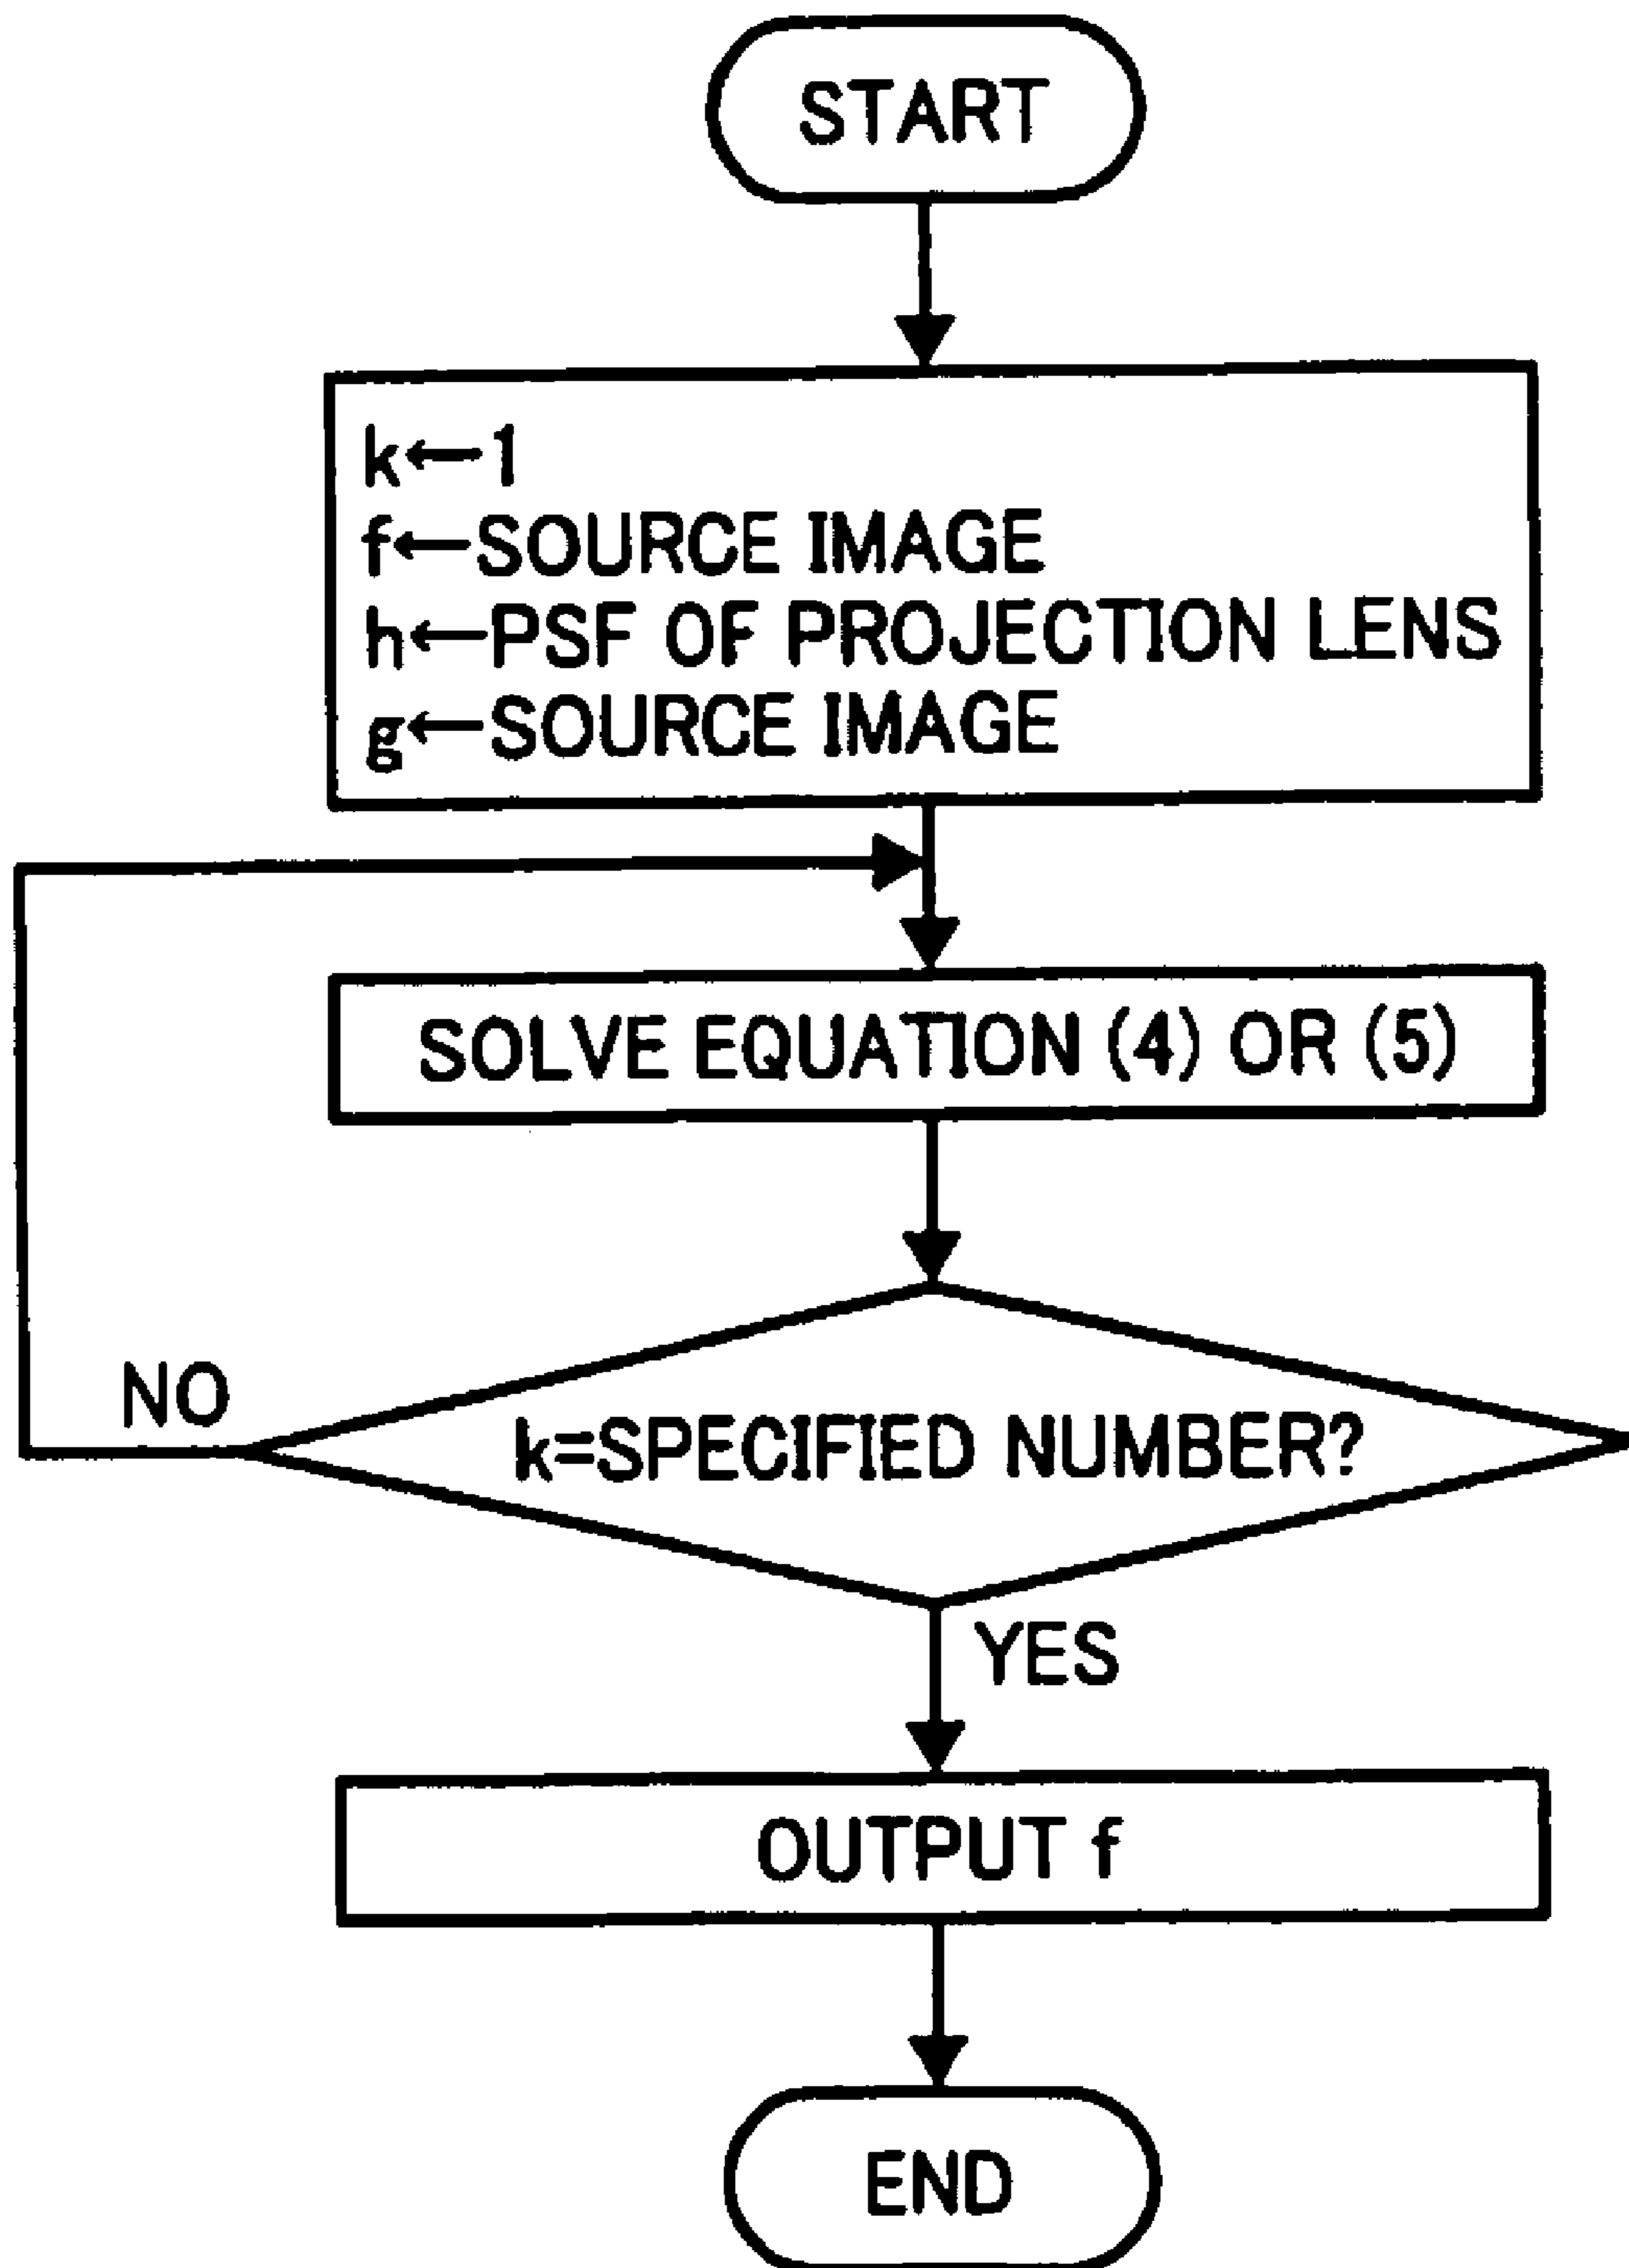 START
k←1
f←SOURCE IMAGE
h←PSF OF PROJECTION LENS
g←SOURCE IMAGE
SOLVE EQUATION (4) OR (5)
NO
k=SPECIFIED NUMBER?
YES
OUTPUT f
END